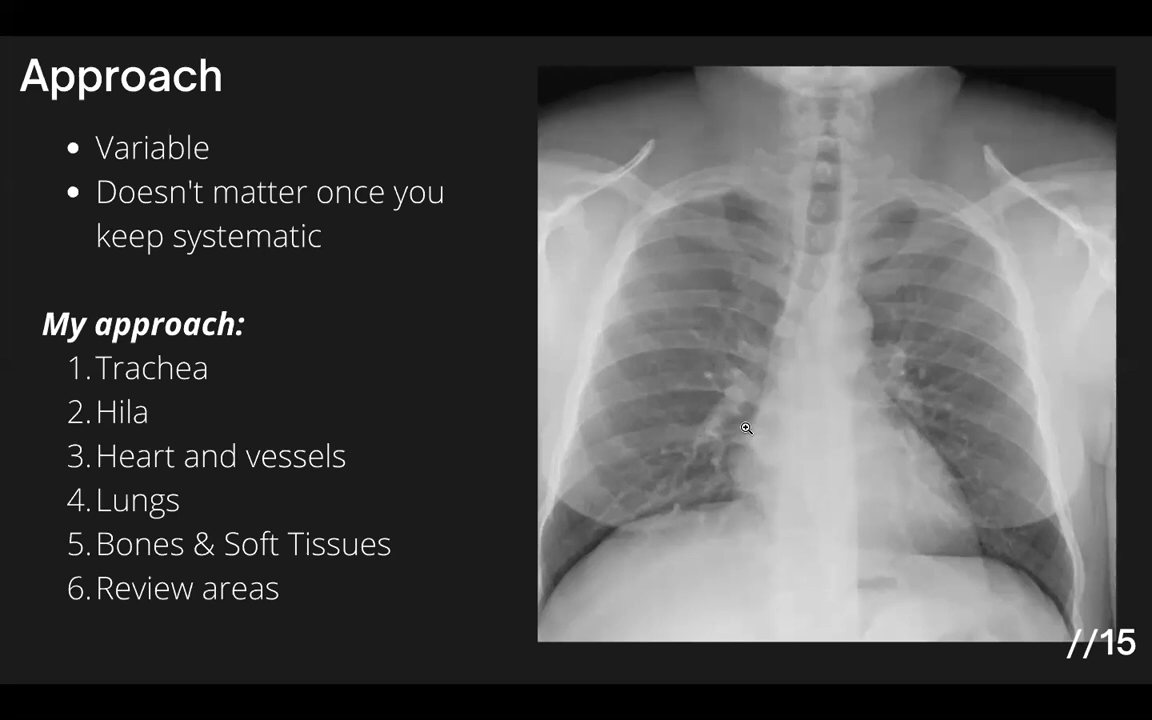 Approach
Variable
Doesn't matter once you
keep systematic
My approach:
1. Trachea
2. Hila
3. Heart and vessels
4. Lungs
5. Bones & Soft Tissues
6. Review areas
//15